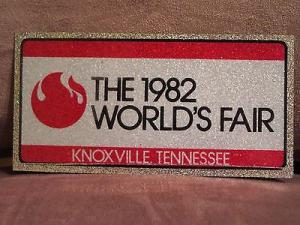 THE 1982
WORLD'S FAIR
KNOXVILLE, TENNESSEE